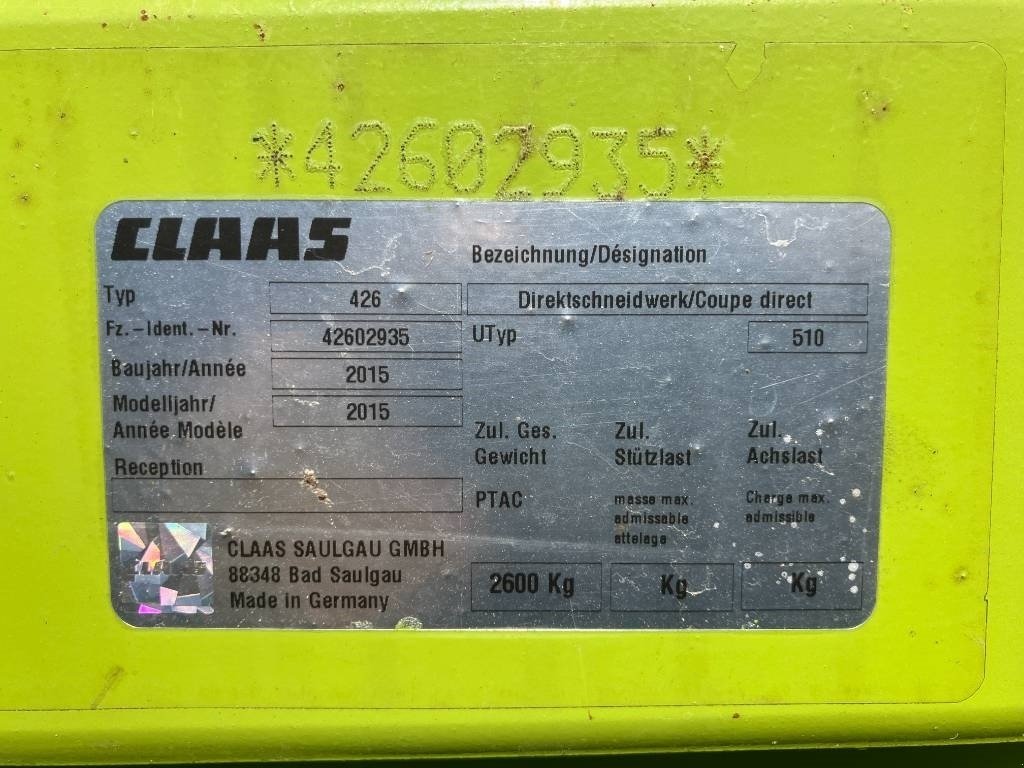 *42602935*
CLAAS
Bezeichnung/Désignation
Typ 426 Direktschneidwerk/Coupe direct
Fz.-Ident.-Nr. 42602935 UTyp 510
Baujahr/Année 2015
Modelljahr/ 2015
Année Modèle
Zul. Ges. Zul. Zul.
Gewicht Stützlast Achslast
Reception
PTAC masse max. Charge max.
admissable admissible
attelage
CLAAS
CLAAS SAULGAU GMBH
88348 Bad Saulgau
Made in Germany
2600 Kg Kg Kg